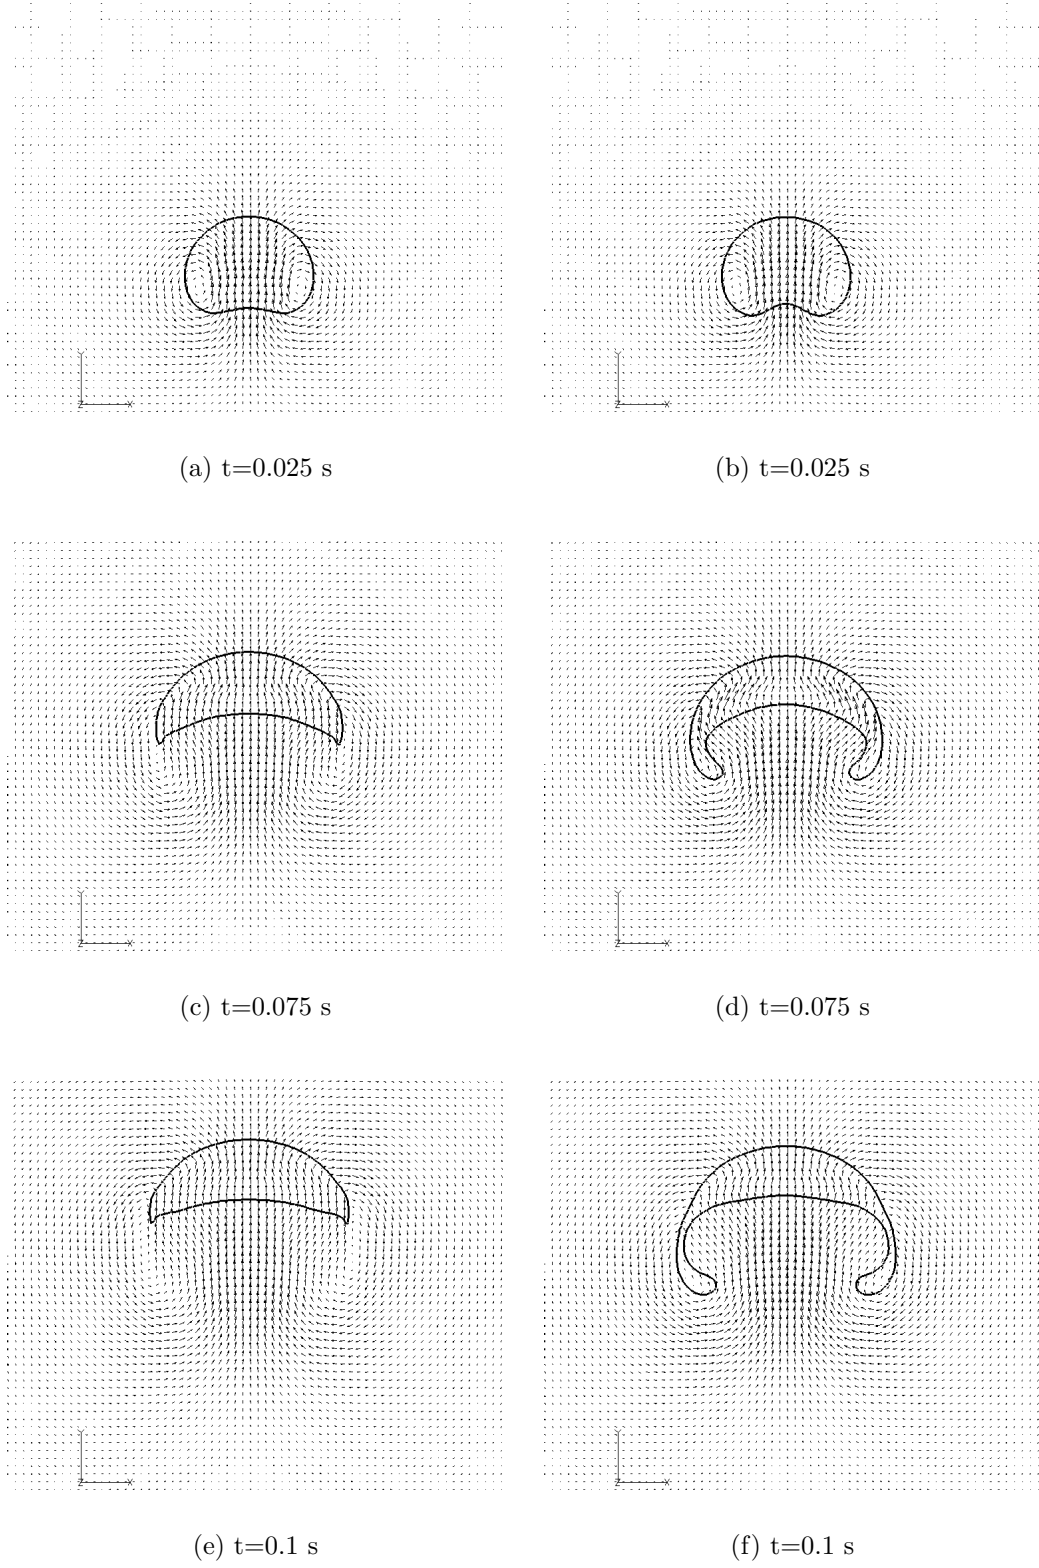 Y
Z X
Y
Z X
(a) t=0.025 s
(b) t=0.025 s
Y
Z X
Y
Z X
(c) t=0.075 s
(d) t=0.075 s
Y
Z X
Y
Z X
(e) t=0.1 s
(f) t=0.1 s